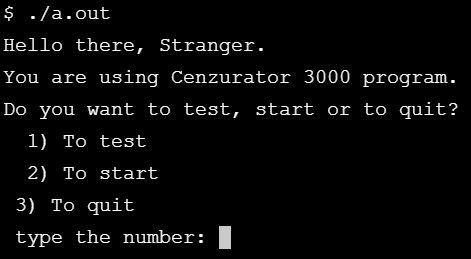 $ ./a.out
Hello there, Stranger.
You are using Cenzurator 3000 program.
Do you want to test, start or to quit?
1) To test
2) To start
3) To quit
type the number: